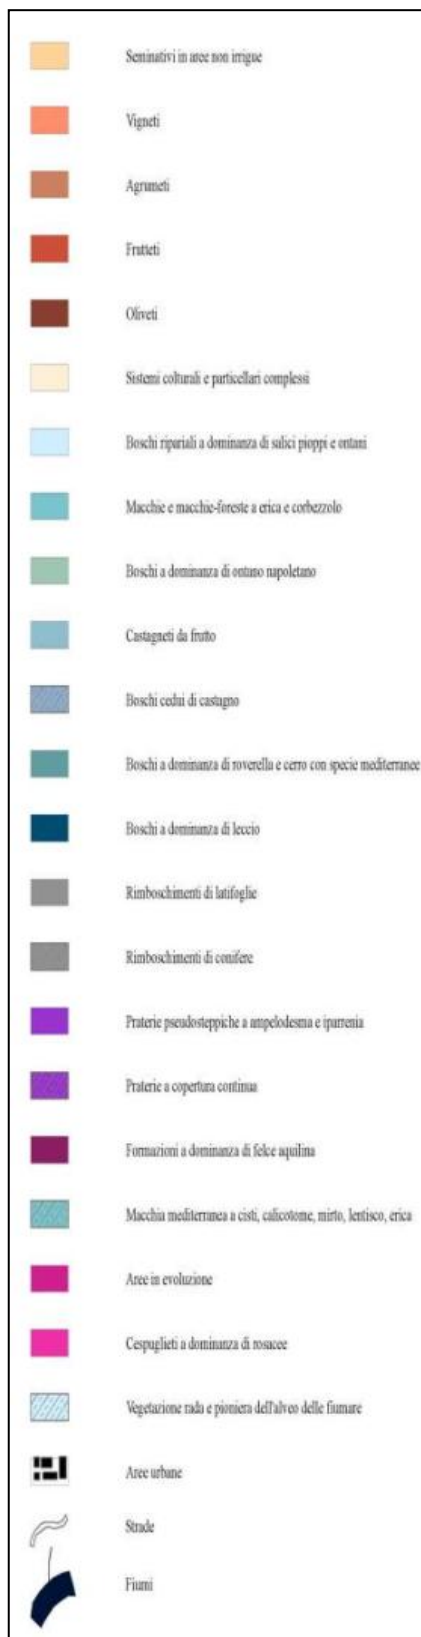 Seminativi in aree non irrigue
Vigneti
Agrumeti
Frutteti
Oliveti
Sistemi colturali e particellari complessi
Boschi ripariali a dominanza di salici pioppi e ontani
Macchie e macchie-foreste a erica e corbezzolo
Boschi a dominanza di ontano napoletano
Castagneti da frutto
Boschi cedui di castagno
Boschi a dominanza di roverella e cerro con specie mediterranee
Boschi a dominanza di leccio
Rimboschimenti di latifoglie
Rimboschimenti di conifere
Praterie pseudosteppiche a ampelodesma e iparrenia
Praterie a copertura continua
Formazioni a dominanza di felce aquilina
Macchia mediterranea a cisti, calicotome, mirto, lentisco, erica
Aree in evoluzione
Cespuglieti a dominanza di rosacee
Vegetazione rada e pioniera dell'alveo delle fiumare
Aree urbane
Strade
Fiumi